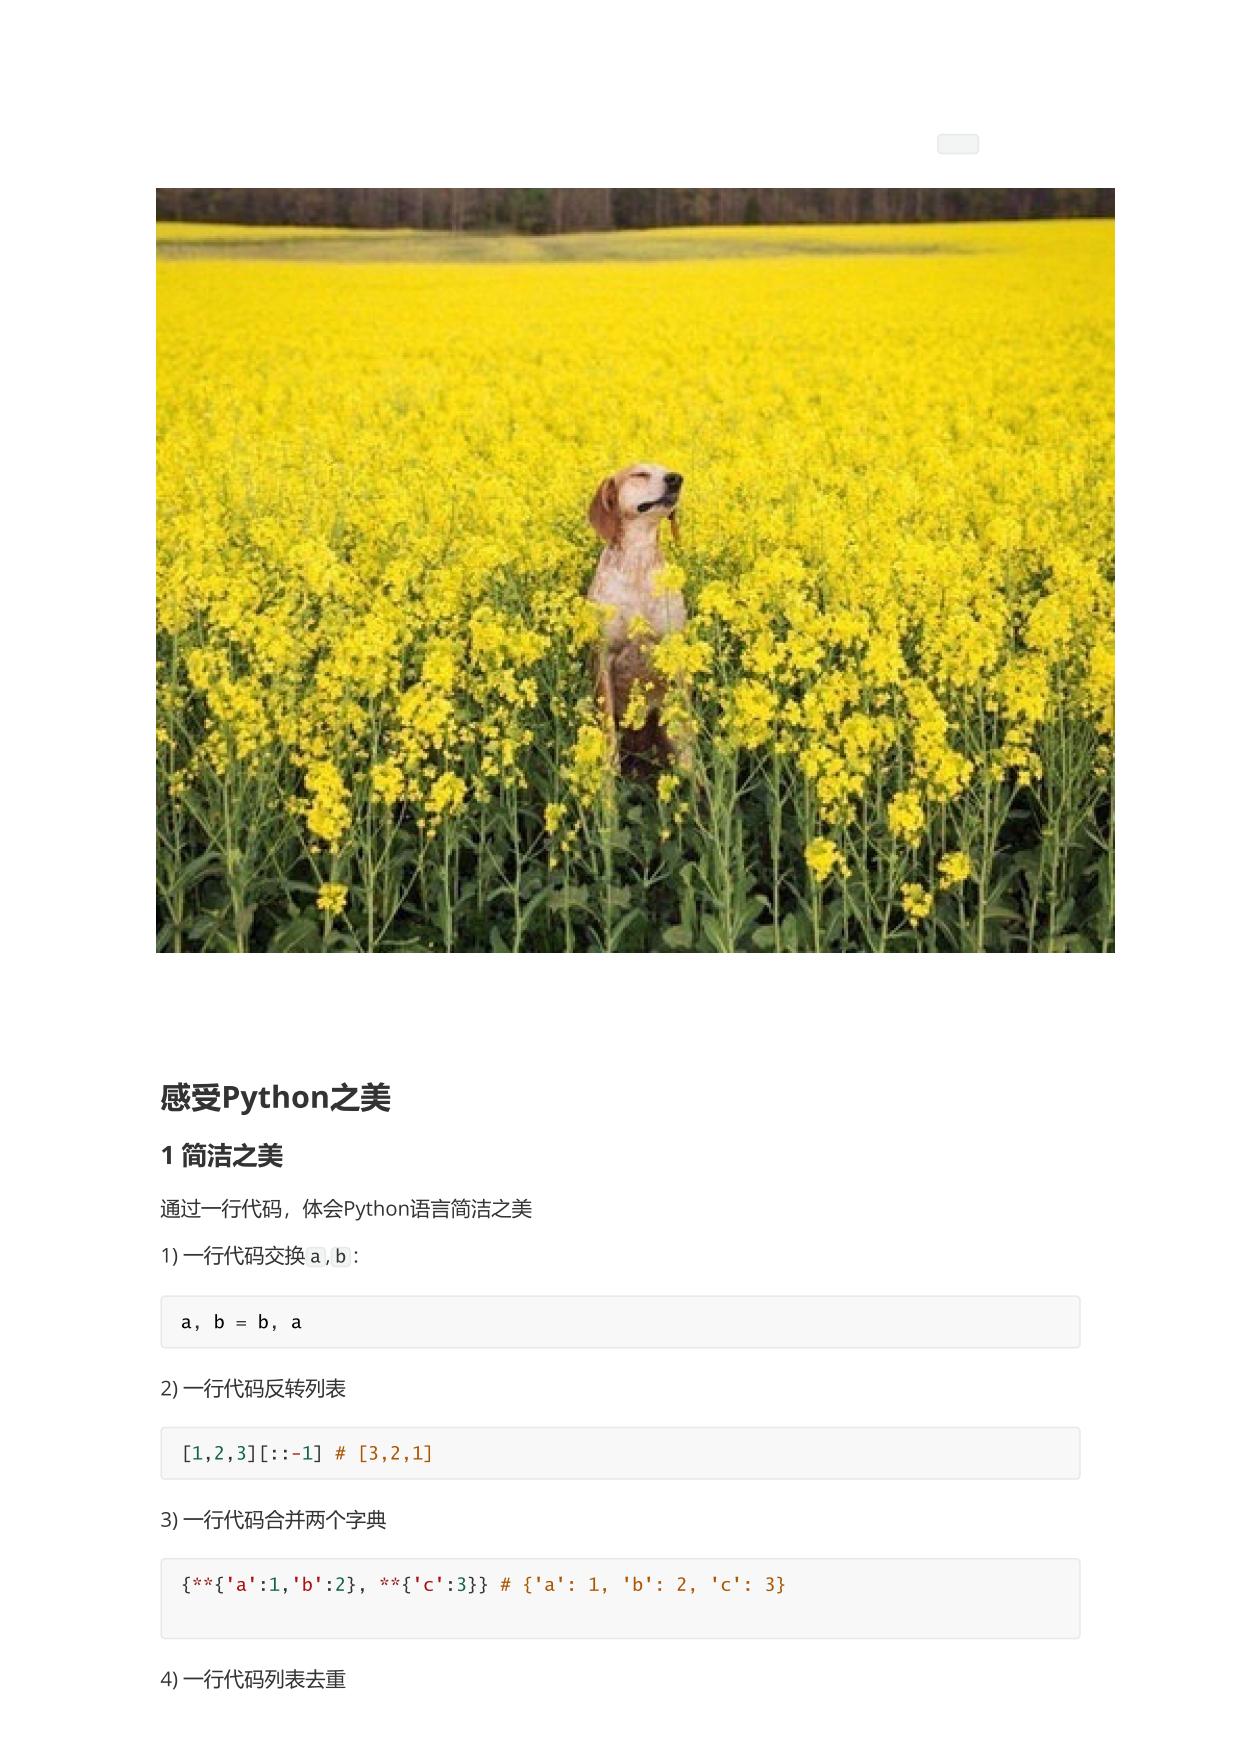 感受Python之美
1 简洁之美
通过一行代码，体会Python语言简洁之美
1) 一行代码交换a,b：
a, b = b, a
2) 一行代码反转列表
[1,2,3][::-1] # [3,2,1]
3) 一行代码合并两个字典
{**{'a':1,'b':2}, **{'c':3}} # {'a': 1, 'b': 2, 'c': 3}
4) 一行代码列表去重